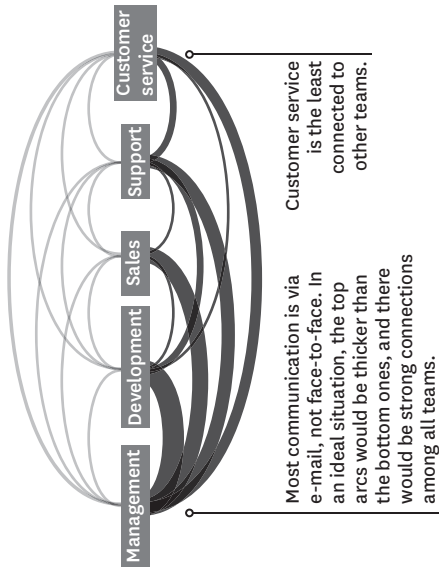 Management
Development
Sales
Support
Customer
service
Most communication is via
e-mail, not face-to-face. In
an ideal situation, the top
arcs would be thicker than
the bottom ones, and there
would be strong connections
among all teams.
Customer service
is the least
connected to
other teams.